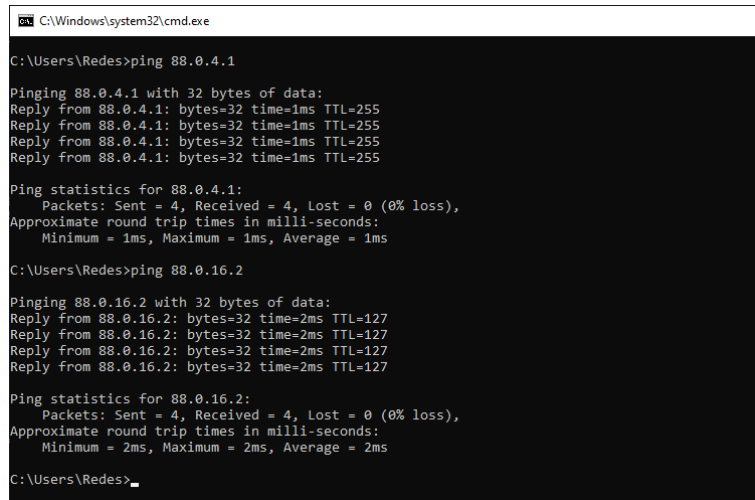 C:\Windows\system32\cmd.exe
C:\Users\Redes>ping 88.0.4.1
Pinging 88.0.4.1 with 32 bytes of data:
Reply from 88.0.4.1: bytes=32 time=1ms TTL=255
Reply from 88.0.4.1: bytes=32 time=1ms TTL=255
Reply from 88.0.4.1: bytes=32 time=1ms TTL=255
Reply from 88.0.4.1: bytes=32 time=1ms TTL=255
Ping statistics for 88.0.4.1:
    Packets: Sent = 4, Received = 4, Lost = 0 (0% loss),
Approximate round trip times in milli-seconds:
    Minimum = 1ms, Maximum = 1ms, Average = 1ms
C:\Users\Redes>ping 88.0.16.2
Pinging 88.0.16.2 with 32 bytes of data:
Reply from 88.0.16.2: bytes=32 time=2ms TTL=127
Reply from 88.0.16.2: bytes=32 time=2ms TTL=127
Reply from 88.0.16.2: bytes=32 time=2ms TTL=127
Reply from 88.0.16.2: bytes=32 time=2ms TTL=127
Ping statistics for 88.0.16.2:
    Packets: Sent = 4, Received = 4, Lost = 0 (0% loss),
Approximate round trip times in milli-seconds:
    Minimum = 2ms, Maximum = 2ms, Average = 2ms
C:\Users\Redes>